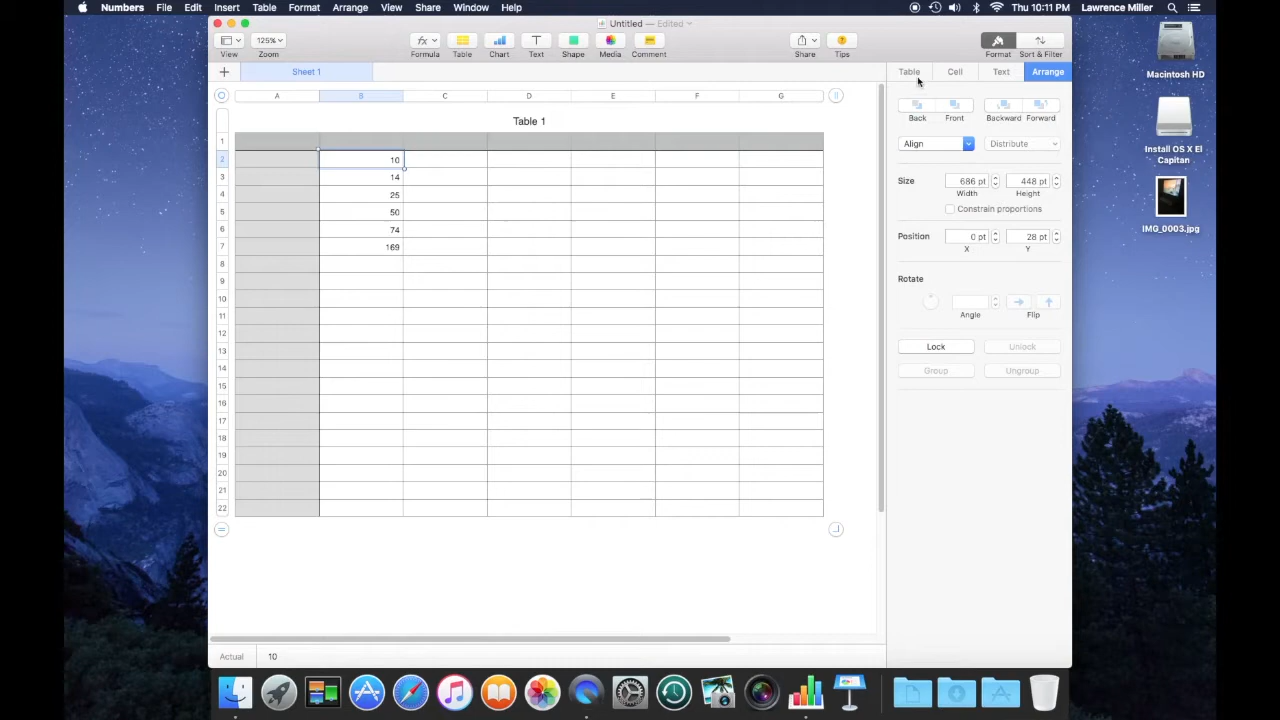 Numbers File Edit Insert Table Format Arrange View Share Window Help Thu 10:11 PM Lawrence Miller
Untitled — Edited
125%
View Zoom Formula Table Chart Text Shape Media Comment Share Tips Format Sort & Filter
Sheet 1
Table Cell Text Arrange
A B C D E F G
Table 1
1
2 10
3 14
4 25
5 50
6 74
7 169
8
9
10
11
12
13
14
15
16
17
18
19
20
21
22
Actual 10
Back Front Backward Forward
Align Distribute
Size 686 pt 448 pt
Width Height
Constrain proportions
Position 0 pt 28 pt
X Y
Rotate
Angle Flip
Lock Unlock
Group Ungroup
Macintosh HD
Install OS X El
Capitan
IMG_0003.jpg